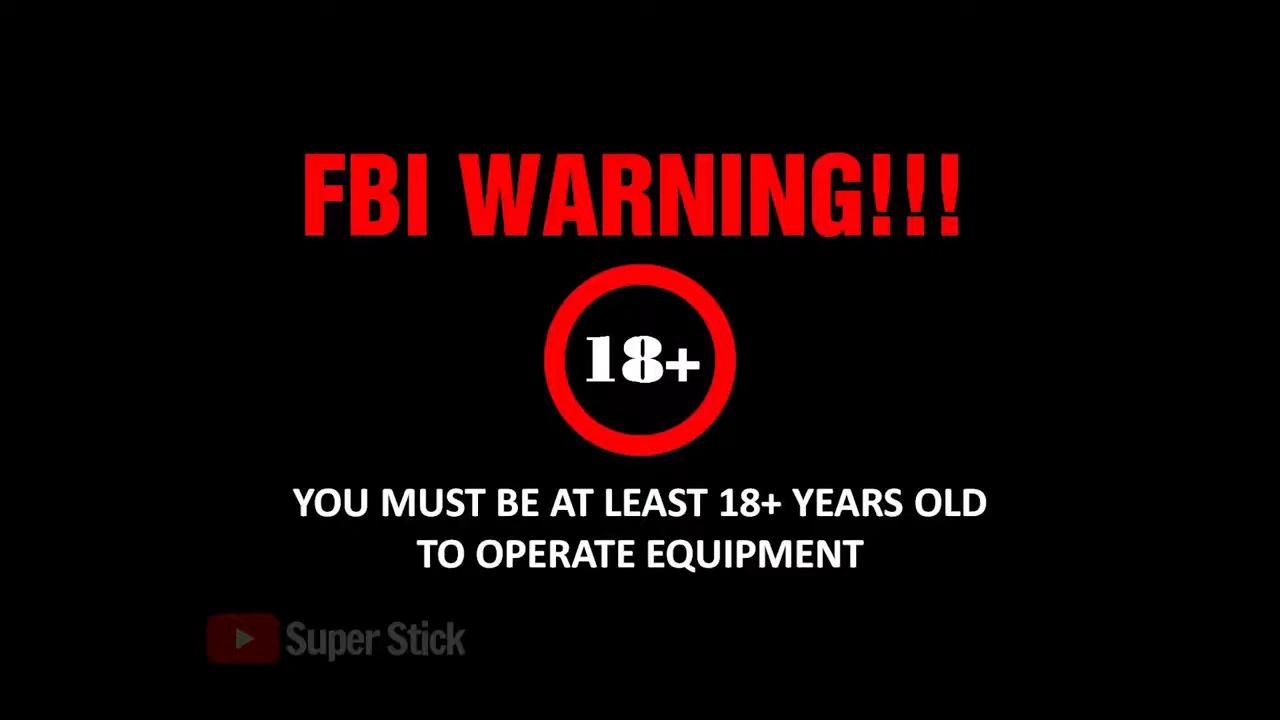 FBI WARNING!!!
18+
YOU MUST BE AT LEAST 18+ YEARS OLD
TO OPERATE EQUIPMENT
Super Stick